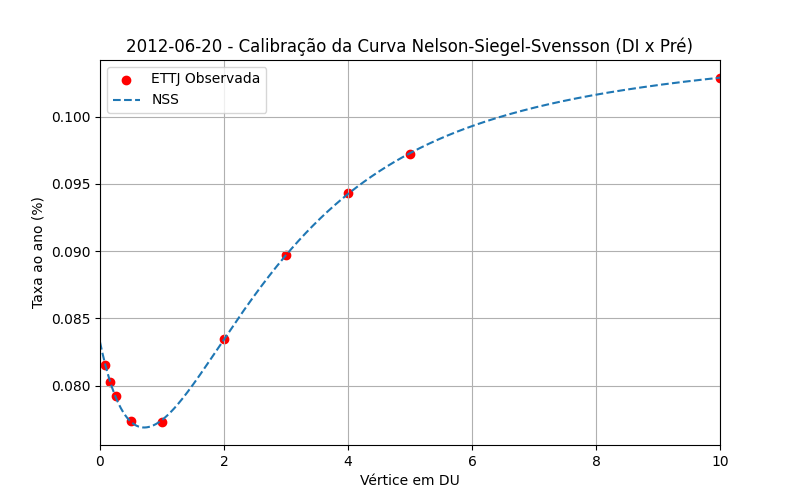 2012-06-20 - Calibração da Curva Nelson-Siegel-Svensson (DI x Pré)
ETTJ Observada
NSS
Taxa ao ano (%)
0.100
0.095
0.090
0.085
0.080
0 2 4 6 8 10
Vértice em DU